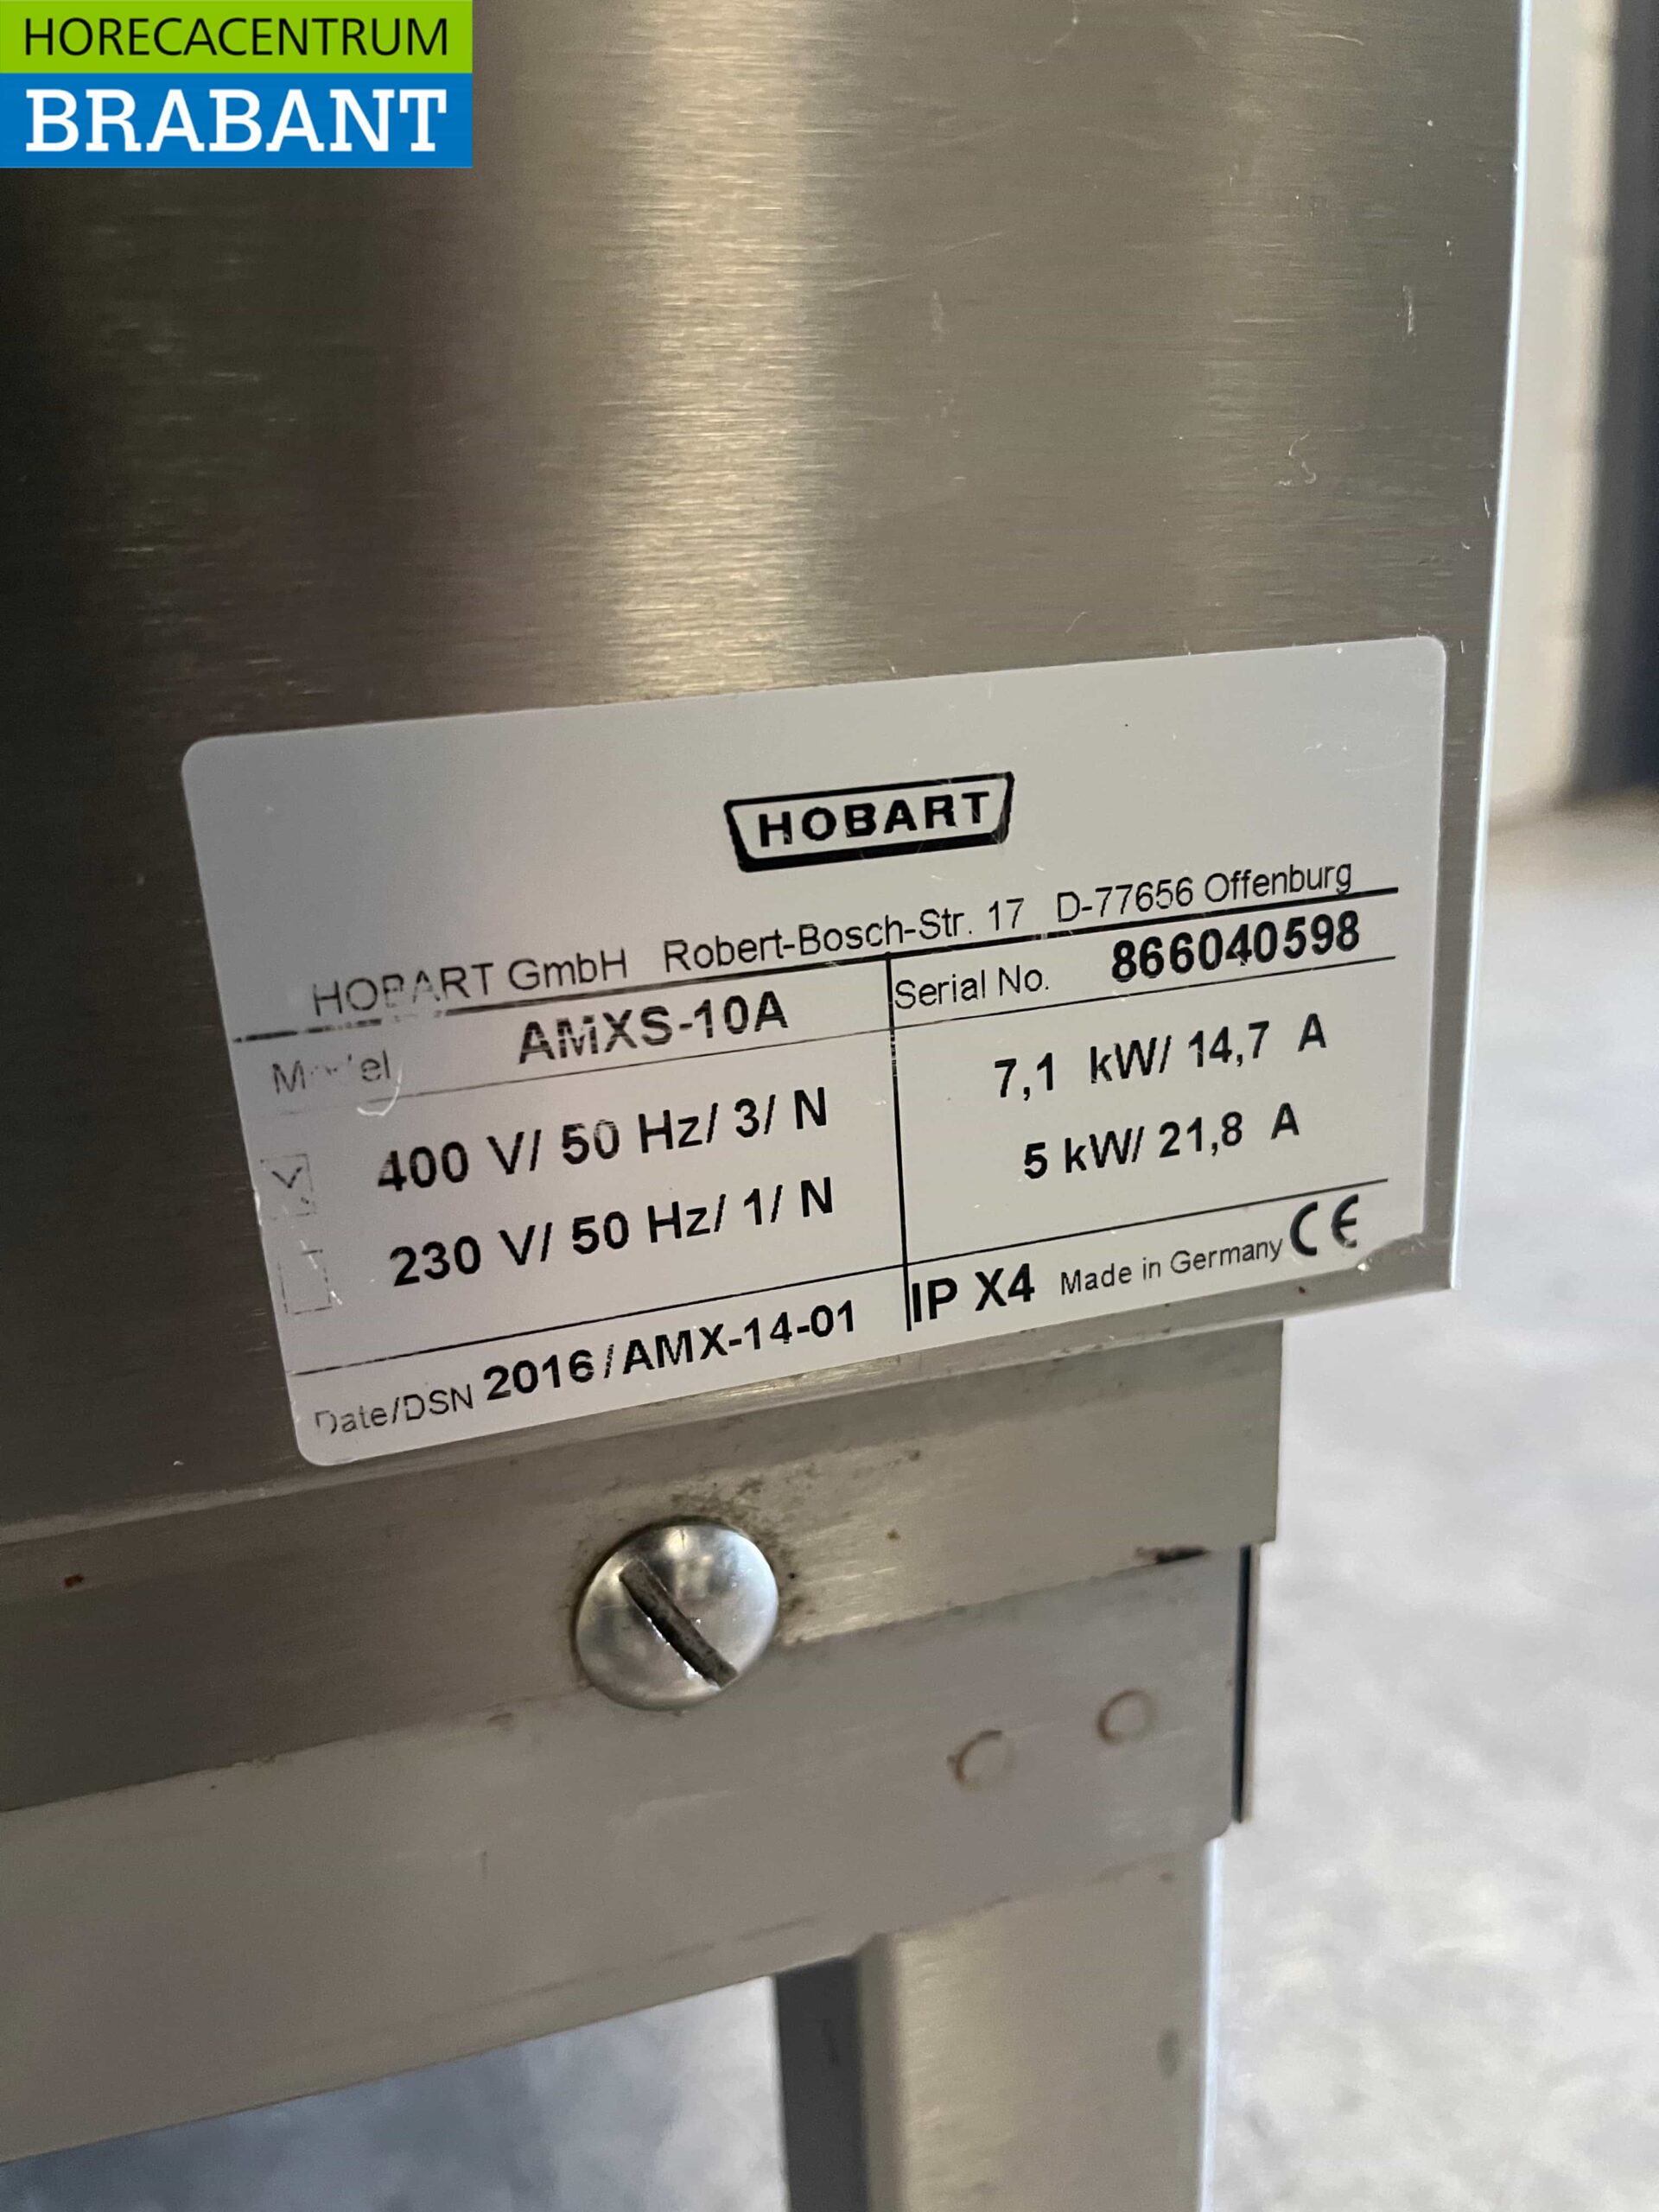 HORECACENTRUM
BRABANT
HOBART
HOBART GmbH Robert-Bosch-Str. 17 D-77656 Offenburg
Model AMXS-10A Serial No. 866040598
400 V/ 50 Hz/ 3/ N 7,1 kW/ 14,7 A
230 V/ 50 Hz/ 1/ N 5 kW/ 21,8 A
Date/DSN 2016/AMX-14-01 IP X4 Made in Germany CE